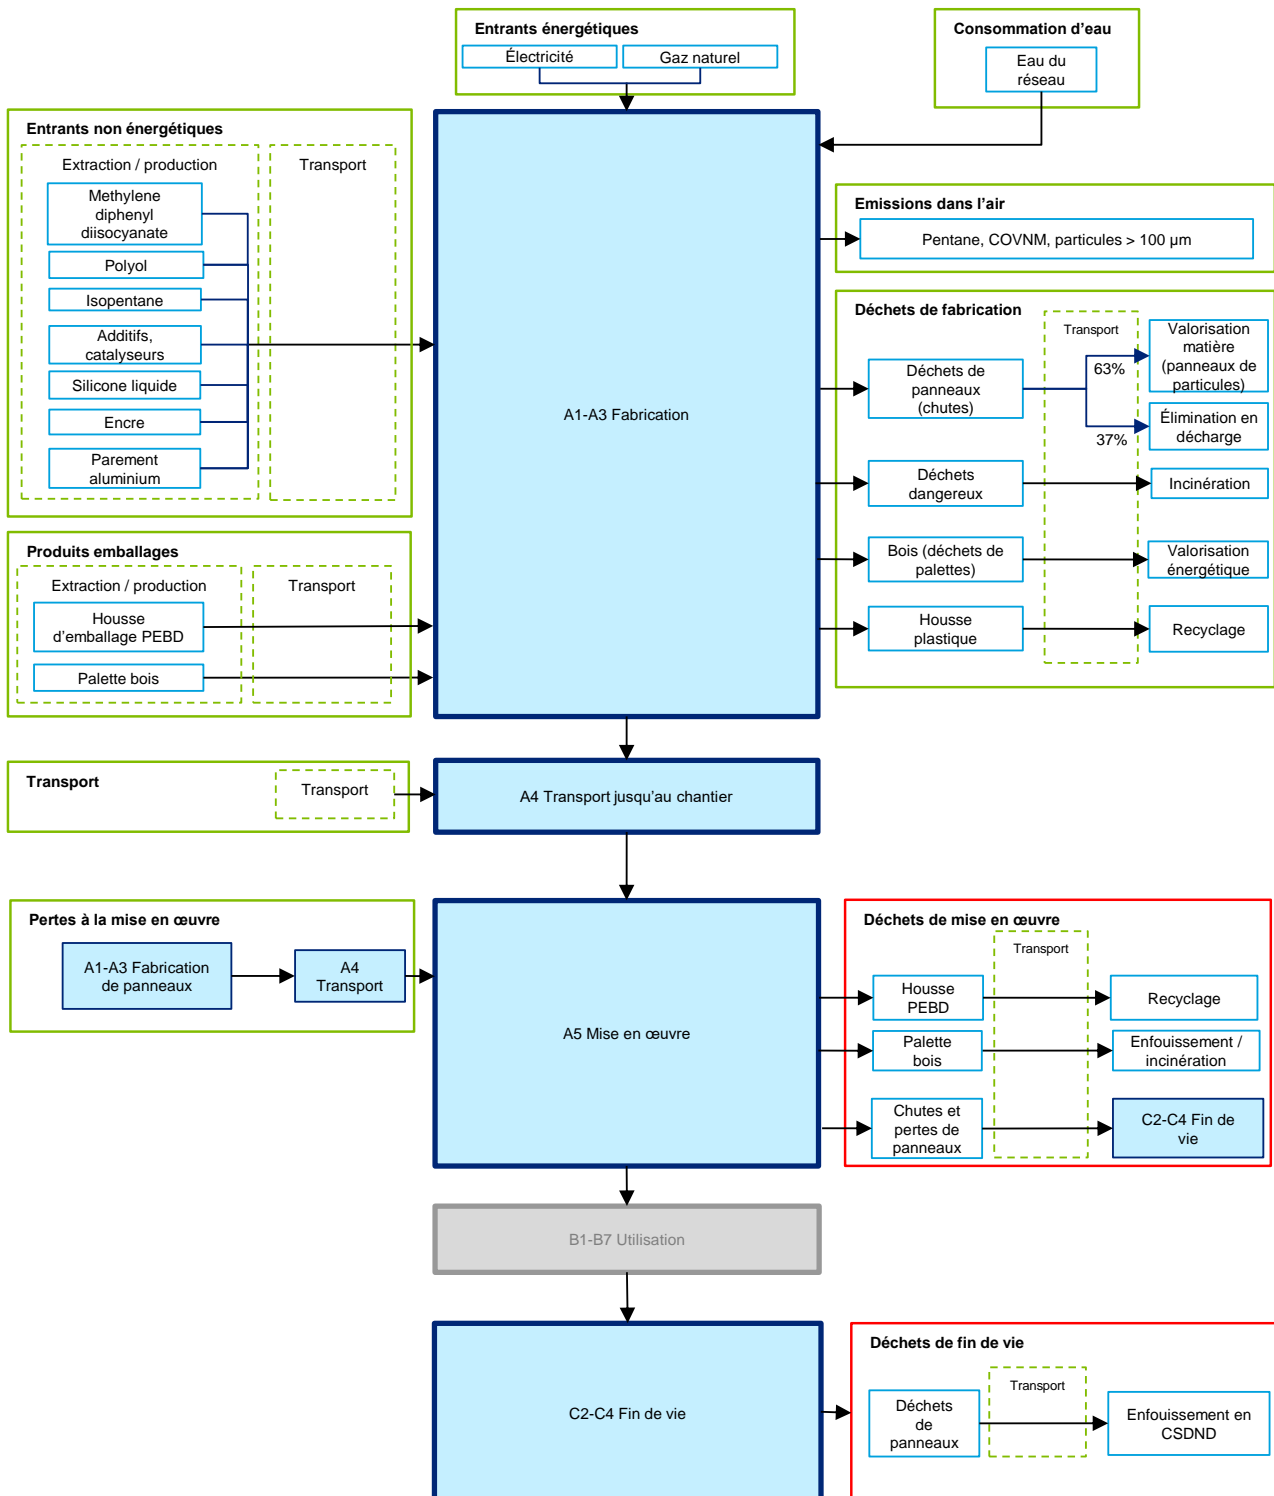 Entrants énergétiques
Électricité
Gaz naturel
Consommation d'eau
Eau du
réseau
Entrants non énergétiques
Extraction / production
Transport
Methylene
diphenyl
diisocyanate
Polyol
Isopentane
Additifs,
catalyseurs
Silicone liquide
Encre
Parement
aluminium
A1-A3 Fabrication
Emissions dans l'air
Pentane, COVNM, particules > 100 µm
Déchets de fabrication
Transport
Déchets de
panneaux
(chutes)
63%
37%
Valorisation
matière
(panneaux de
particules)
Élimination en
décharge
Déchets
dangereux
Incinération
Bois (déchets de
palettes)
Valorisation
énergétique
Housse
plastique
Recyclage
Produits emballages
Extraction / production
Transport
Housse
d'emballage PEBD
Palette bois
Transport
Transport
A4 Transport jusqu'au chantier
Pertes à la mise en œuvre
A1-A3 Fabrication
de panneaux
A4
Transport
A5 Mise en œuvre
Déchets de mise en œuvre
Transport
Housse
PEBD
Recyclage
Palette
bois
Enfouissement /
incinération
Chutes et
pertes de
panneaux
C2-C4 Fin de
vie
B1-B7 Utilisation
C2-C4 Fin de vie
Déchets de fin de vie
Transport
Déchets
de
panneaux
Enfouissement en
CSDND